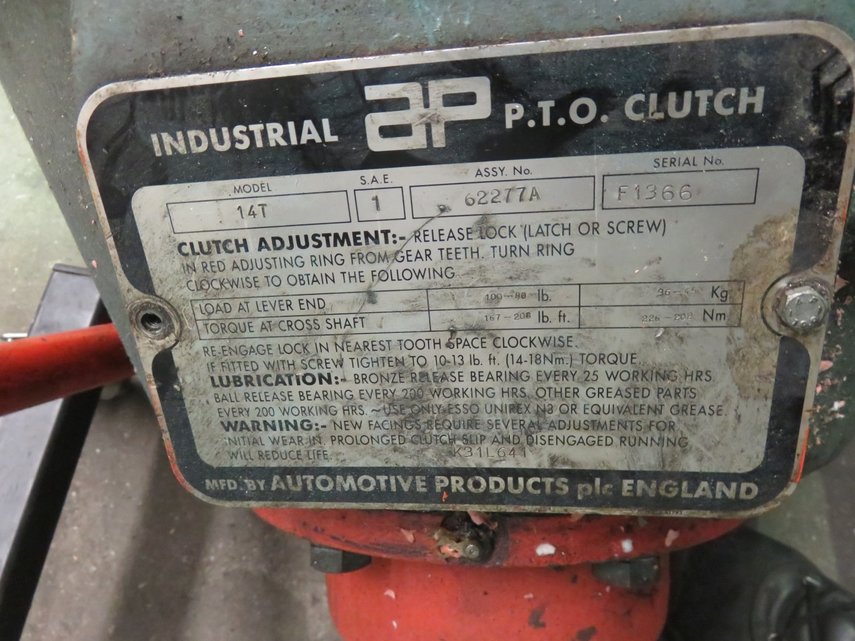 INDUSTRIAL AP P.T.O. CLUTCH
MODEL S.A.E. ASSY. No. SERIAL No.
14T 1 62277A F1366
CLUTCH ADJUSTMENT:- RELEASE LOCK (LATCH OR SCREW)
IN RED ADJUSTING RING FROM GEAR TEETH. TURN RING
CLOCKWISE TO OBTAIN THE FOLLOWING
LOAD AT LEVER END lb. Kg
TORQUE AT CROSS SHAFT lb. ft. Nm
RE-ENGAGE LOCK IN NEAREST TOOTH SPACE CLOCKWISE.
IF FITTED WITH SCREW TIGHTEN TO 10-13 lb. ft. (14-18Nm.) TORQUE.
LUBRICATION:- BRONZE RELEASE BEARING EVERY 25 WORKING HRS.
BALL RELEASE BEARING EVERY 200 WORKING HRS. OTHER GREASED PARTS
EVERY 200 WORKING HRS. ~ USE ONLY ESSO UNIREX N3 OR EQUIVALENT GREASE.
WARNING:- NEW FACINGS REQUIRE SEVERAL ADJUSTMENTS FOR
INITIAL WEAR IN. PROLONGED CLUTCH SLIP AND DISENGAGED RUNNING
WILL REDUCE LIFE. K31L641
MFD. BY AUTOMOTIVE PRODUCTS plc ENGLAND